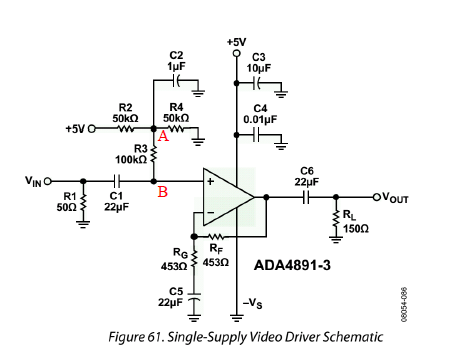 +5V
C2
1µF
C3
10µF
R2
50kΩ
R4
50kΩ
C4
0.01µF
+5V
A
R3
100kΩ
C6
22µF
VIN
B
+
VOUT
R1
50Ω
C1
22µF
−
RL
150Ω
RG
453Ω
RF
453Ω
ADA4891-3
C5
22µF
−VS
08054-086
Figure 61. Single-Supply Video Driver Schematic